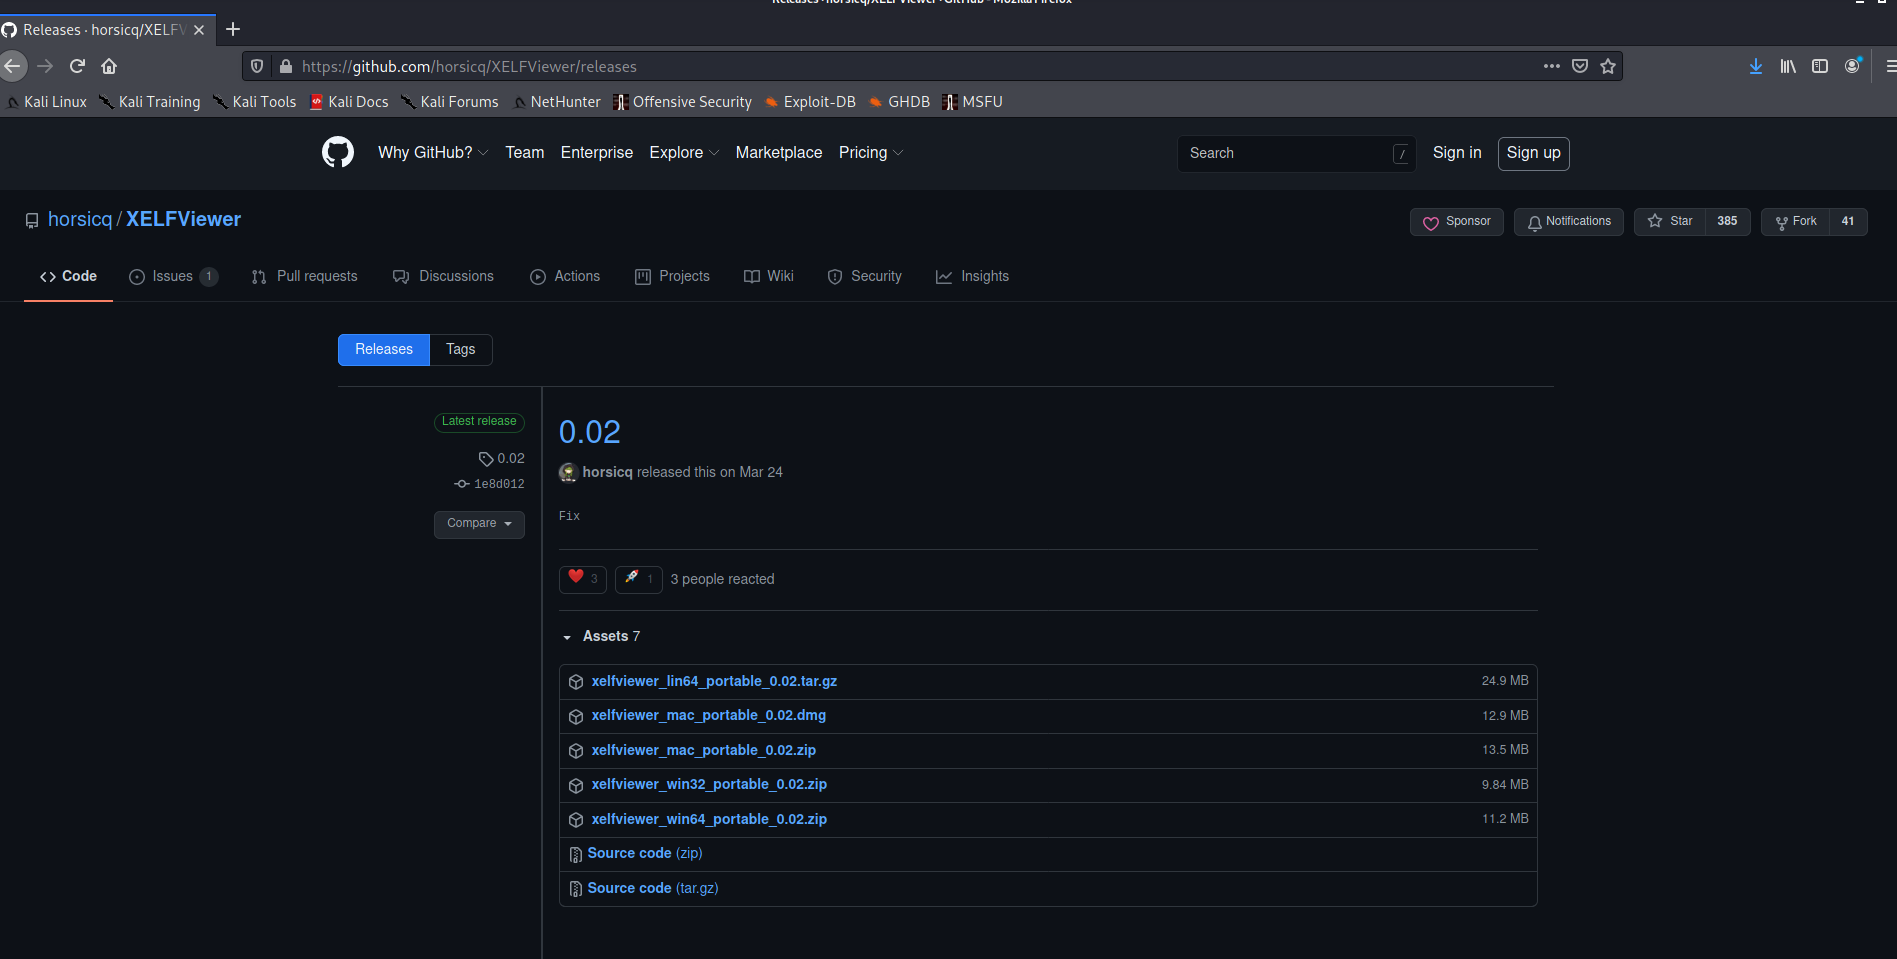 Releases · horsicq/XELFViewer · GitHub - Mozilla Firefox
Releases · horsicq/XELFV
https://github.com/horsicq/XELFViewer/releases
Kali Linux Kali Training Kali Tools Kali Docs Kali Forums NetHunter Offensive Security Exploit-DB GHDB MSFU
Why GitHub? Team Enterprise Explore Marketplace Pricing Search / Sign in Sign up
horsicq / XELFViewer Sponsor Notifications Star 385 Fork 41
Code Issues 1 Pull requests Discussions Actions Projects Wiki Security Insights
Releases Tags
Latest release
0.02
1e8d012
Compare
0.02
horsicq released this on Mar 24
Fix
3 1 3 people reacted
Assets 7
xelfviewer_lin64_portable_0.02.tar.gz 24.9 MB
xelfviewer_mac_portable_0.02.dmg 12.9 MB
xelfviewer_mac_portable_0.02.zip 13.5 MB
xelfviewer_win32_portable_0.02.zip 9.84 MB
xelfviewer_win64_portable_0.02.zip 11.2 MB
Source code (zip)
Source code (tar.gz)